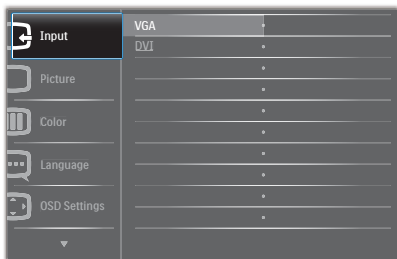 Input
VGA
DVI
Picture
Color
Language
OSD Settings